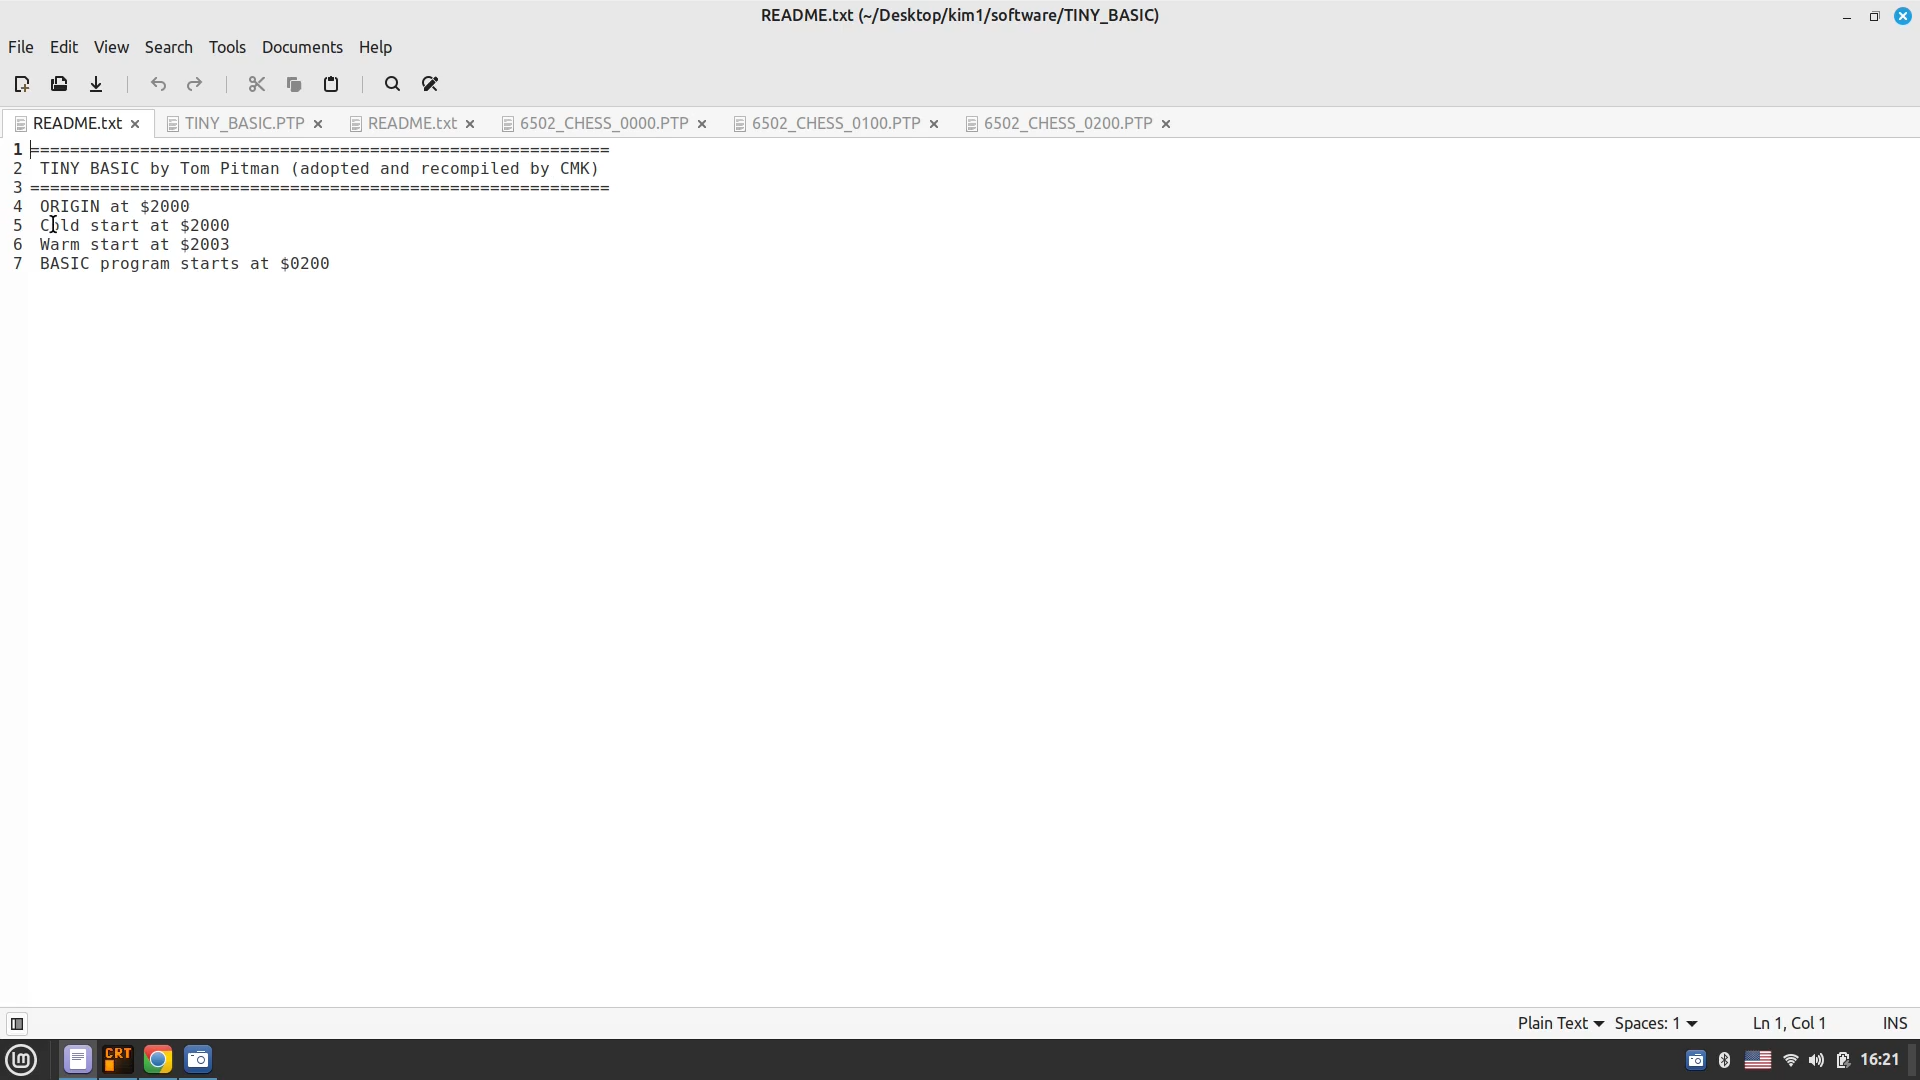 README.txt (~/Desktop/kim1/software/TINY_BASIC)
File Edit View Search Tools Documents Help
README.txt TINY_BASIC.PTP README.txt 6502_CHESS_0000.PTP 6502_CHESS_0100.PTP 6502_CHESS_0200.PTP
1 ==========================================================
2 TINY BASIC by Tom Pitman (adopted and recompiled by CMK)
3 ==========================================================
4 ORIGIN at $2000
5 Cold start at $2000
6 Warm start at $2003
7 BASIC program starts at $0200
Plain Text Spaces: 1 Ln 1, Col 1 INS
lm CRT 16:21